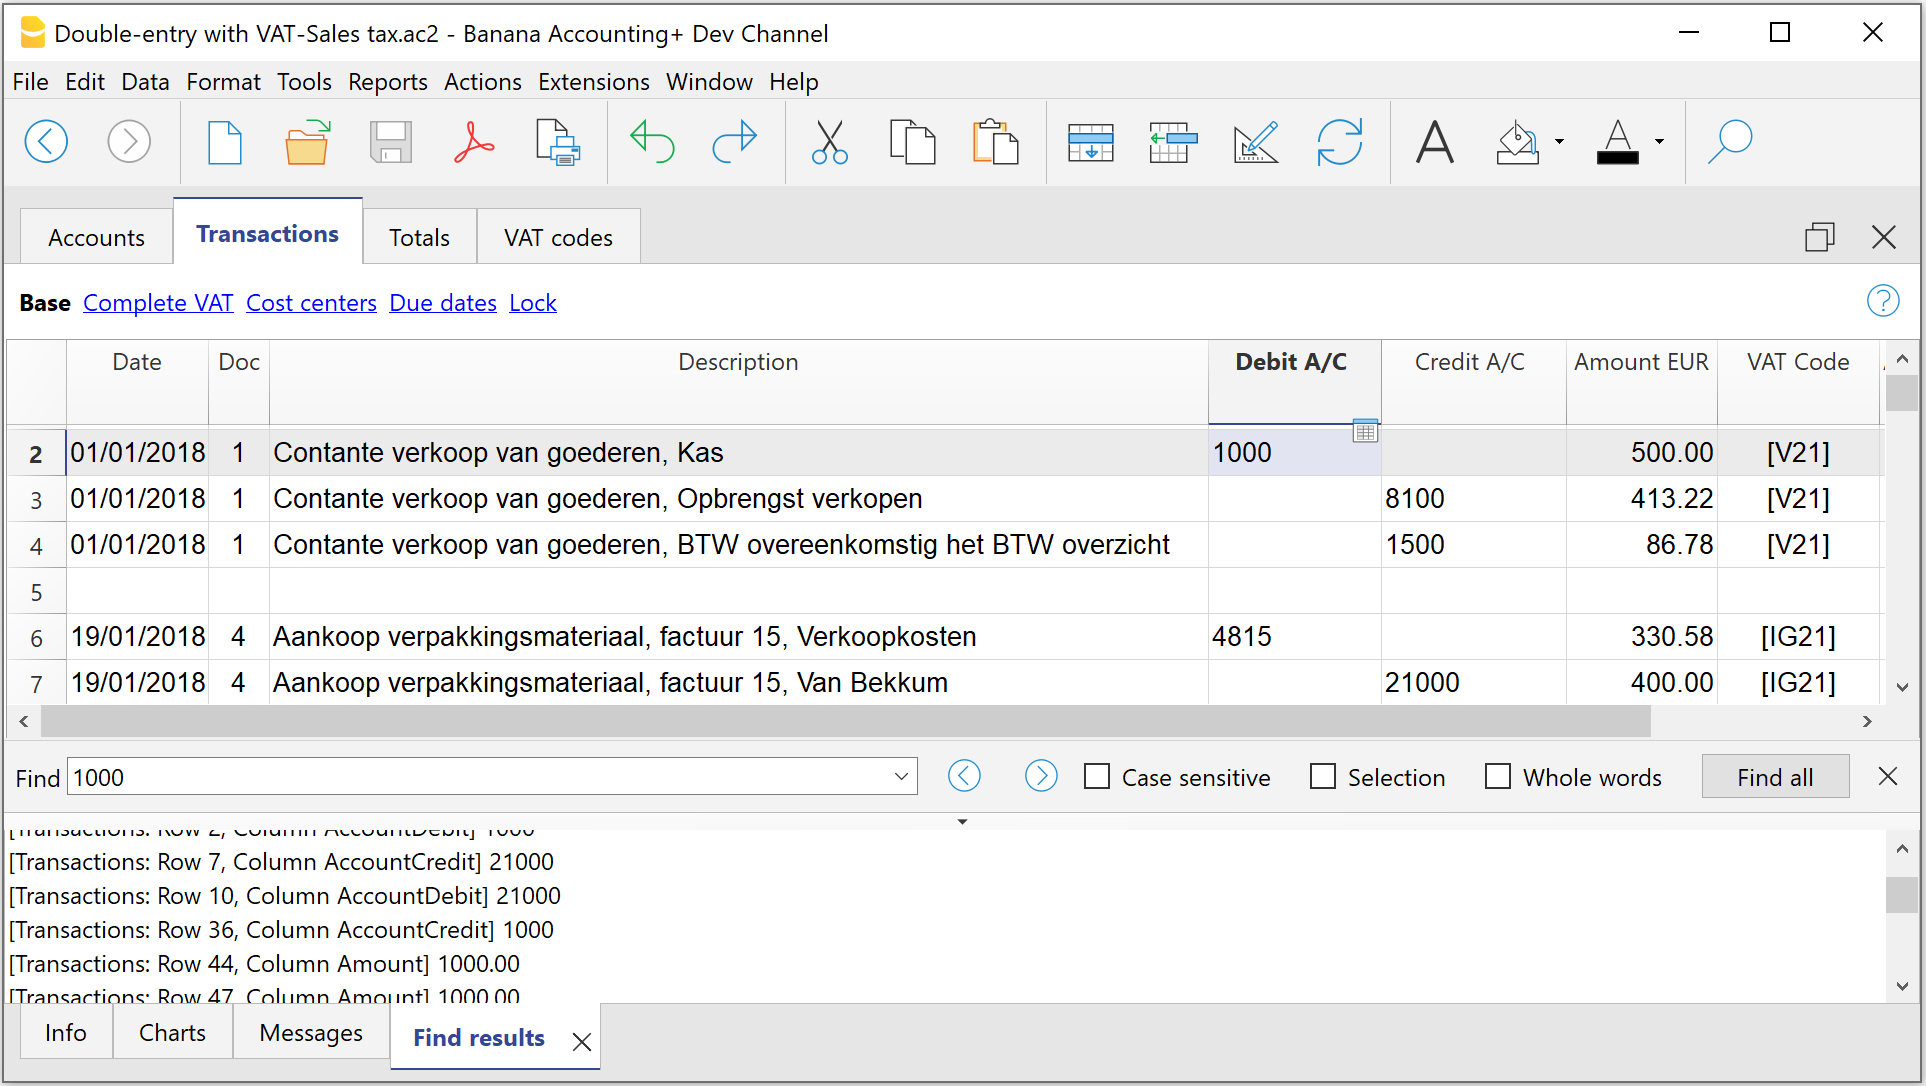 Double-entry with VAT-Sales tax.ac2 - Banana Accounting+ Dev Channel
File Edit Data Format Tools Reports Actions Extensions Window Help
Accounts Transactions Totals VAT codes
Base Complete VAT Cost centers Due dates Lock
Date Doc Description Debit A/C Credit A/C Amount EUR VAT Code
2 01/01/2018 1 Contante verkoop van goederen, Kas 1000 500.00 [V21]
3 01/01/2018 1 Contante verkoop van goederen, Opbrengst verkopen 8100 413.22 [V21]
4 01/01/2018 1 Contante verkoop van goederen, BTW overeenkomstig het BTW overzicht 1500 86.78 [V21]
5
6 19/01/2018 4 Aankoop verpakkingsmateriaal, factuur 15, Verkoopkosten 4815 330.58 [IG21]
7 19/01/2018 4 Aankoop verpakkingsmateriaal, factuur 15, Van Bekkum 21000 400.00 [IG21]
Find 1000 Case sensitive Selection Whole words Find all
[Transactions: Row 2, Column AccountDebit] 1000
[Transactions: Row 7, Column AccountCredit] 21000
[Transactions: Row 10, Column AccountDebit] 21000
[Transactions: Row 36, Column AccountCredit] 1000
[Transactions: Row 44, Column Amount] 1000.00
[Transactions: Row 47, Column Amount] 1000.00
Info Charts Messages Find results